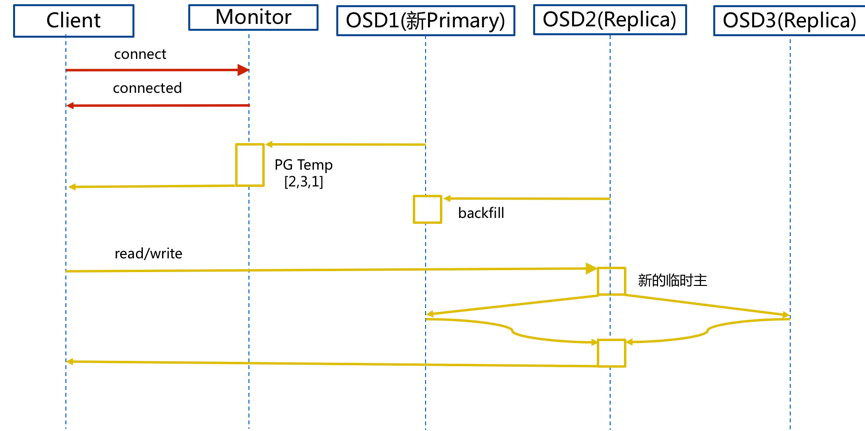 Client
Monitor
OSD1(新Primary)
OSD2(Replica)
OSD3(Replica)
connect
connected
PG Temp
[2,3,1]
backfill
read/write
新的临时主